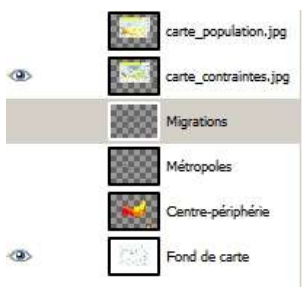 carte_population.jpg
carte_contraintes.jpg
Migrations
Métropoles
Centre-périphérie
Fond de carte